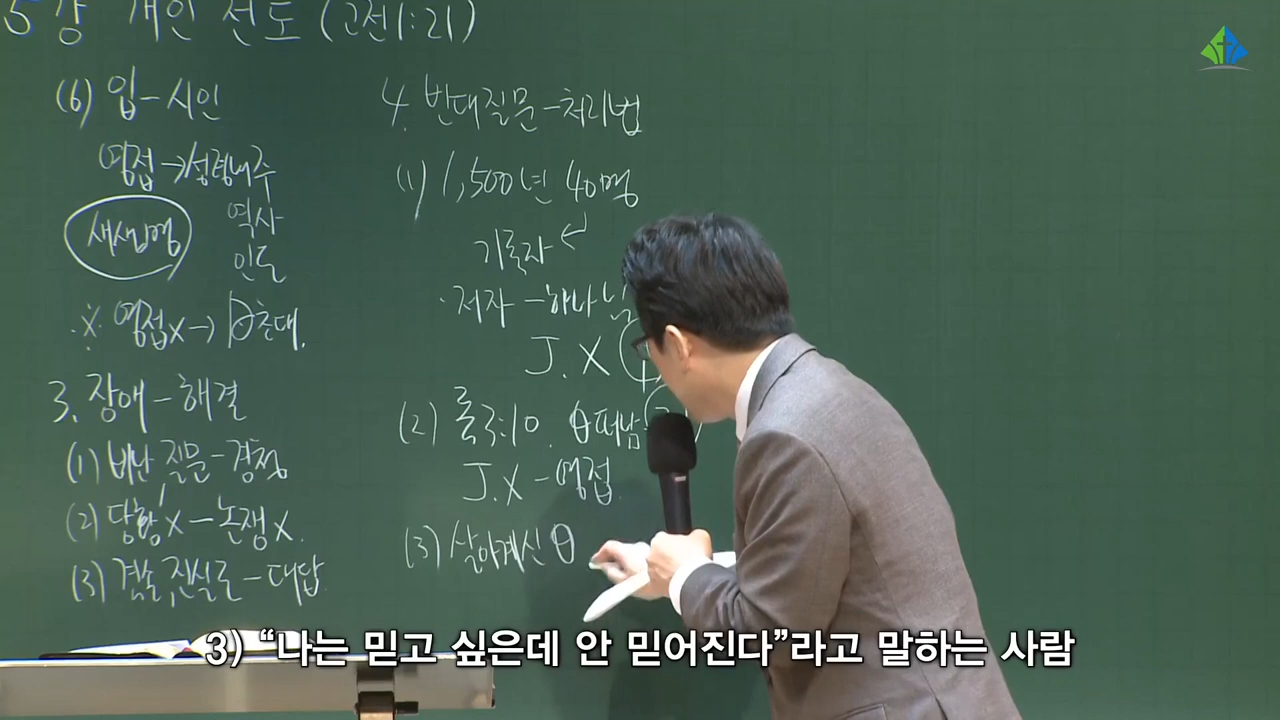 5강 개인 전도 (고전1:21)
(6) 입-시인
영접→성령내주
새생명 역사
인도
※ 영접x→ 초대.
3. 장애-해결
(1) 비난, 질문-경청
(2) 당황x-논쟁x.
(3) 겸손, 진실로-대답.
4. 반대질문-처리법
(1) 1,500년 40명
기록자 ↲
·저자-하나님
J.X
(2) 롬3:10. θ떠남
J.X-영접.
(3) 살아계신 θ
3) “나는 믿고 싶은데 안 믿어진다”라고 말하는 사람